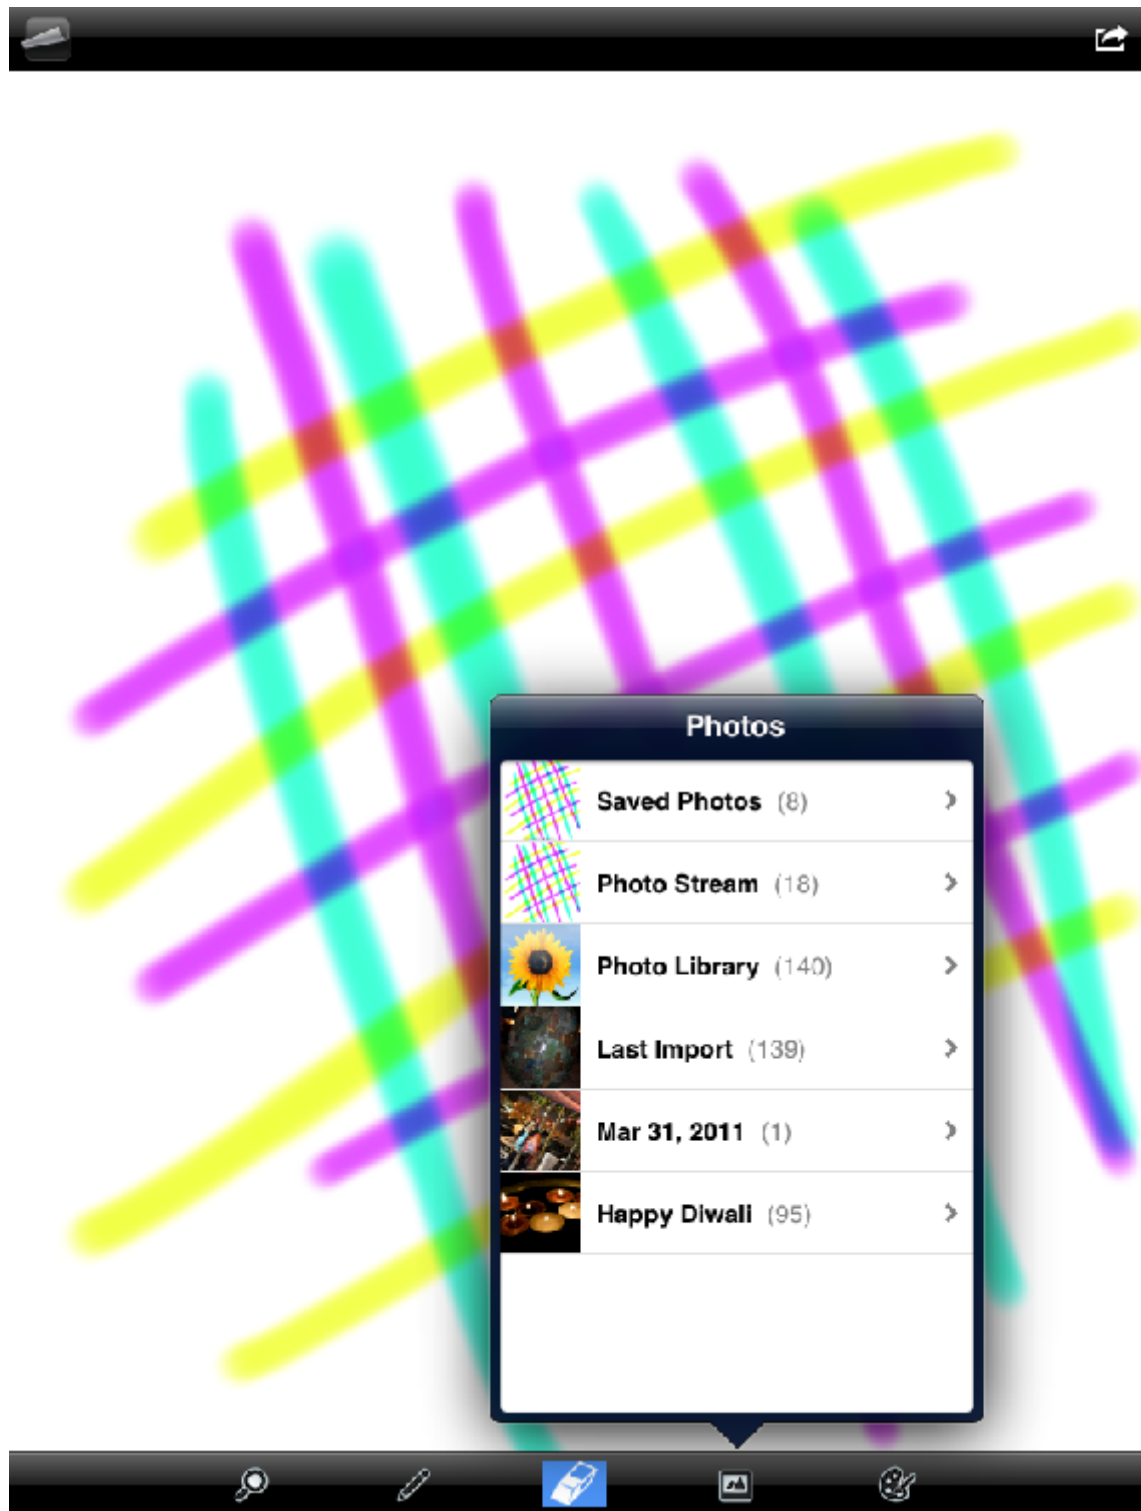 Photos
Saved Photos (8)
Photo Stream (18)
Photo Library (140)
Last Import (139)
Mar 31, 2011 (1)
Happy Diwali (95)